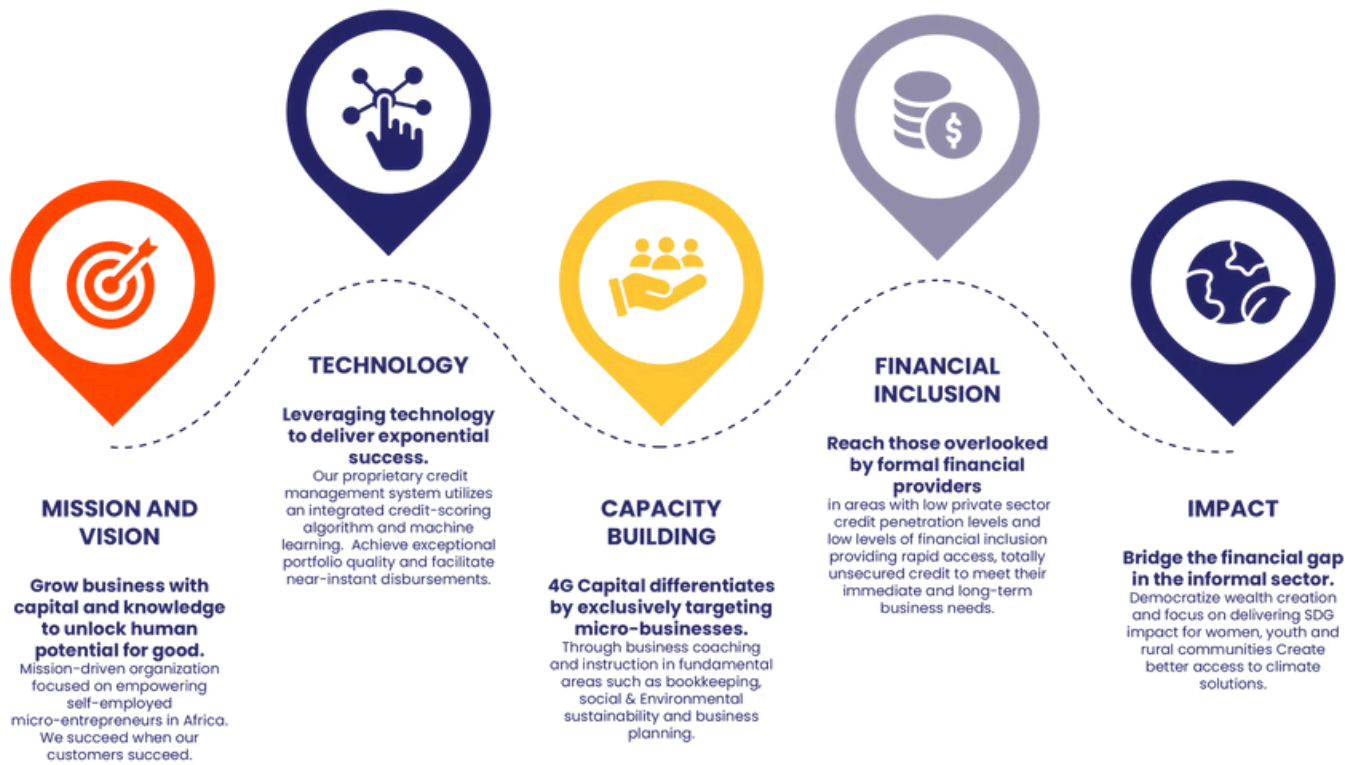 MISSION AND
VISION
Grow business with
capital and knowledge
to unlock human
potential for good.
Mission-driven organization
focused on empowering
self-employed
micro-entrepreneurs in Africa.
We succeed when our
customers succeed.
TECHNOLOGY
Leveraging technology
to deliver exponential
success.
Our proprietary credit
management system utilizes
an integrated credit-scoring
algorithm and machine
learning.  Achieve exceptional
portfolio quality and facilitate
near-instant disbursements.
CAPACITY
BUILDING
4G Capital differentiates
by exclusively targeting
micro-businesses.
Through business coaching
and instruction in fundamental
areas such as bookkeeping,
social & Environmental
sustainability and business
planning.
$
FINANCIAL
INCLUSION
Reach those overlooked
by formal financial
providers
in areas with low private sector
credit penetration levels and
low levels of financial inclusion
providing rapid access, totally
unsecured credit to meet their
immediate and long-term
business needs.
IMPACT
Bridge the financial gap
in the informal sector.
Democratize wealth creation
and focus on delivering SDG
impact for women, youth and
rural communities Create
better access to climate
solutions.